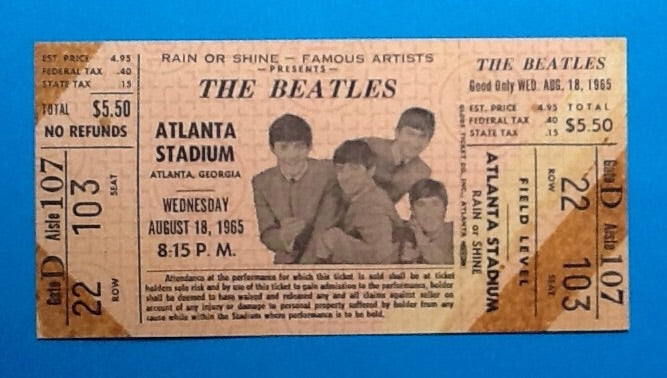 EST. PRICE 4.95
FEDERAL TAX .40
STATE TAX .15
TOTAL $5.50
NO REFUNDS
Gate D Aisle 107
22 ROW 103 SEAT
RAIN OR SHINE — FAMOUS ARTISTS
— PRESENTS —
THE BEATLES
ATLANTA
STADIUM
ATLANTA, GEORGIA
WEDNESDAY
AUGUST 18, 1965
8:15 P. M.
Attendance at the performance for which this ticket is sold shall be at ticket
holders sole risk and by use of this ticket to gain admission to the performance, holder
shall be deemed to have waived and released any and all claims against seller on
account of any injury or damage to personal property suffered by holder from any
cause while within the Stadium where performance is to be held.
THE BEATLES
Good Only WED. AUG. 18, 1965
EST. PRICE 4.95 TOTAL
FEDERAL TAX .40 $5.50
STATE TAX .15
TICKET CO., INC., ATLANTA
RAIN or SHINE
ATLANTA STADIUM
FIELD LEVEL
ROW 22 SEAT 103
Gate D Aisle 107